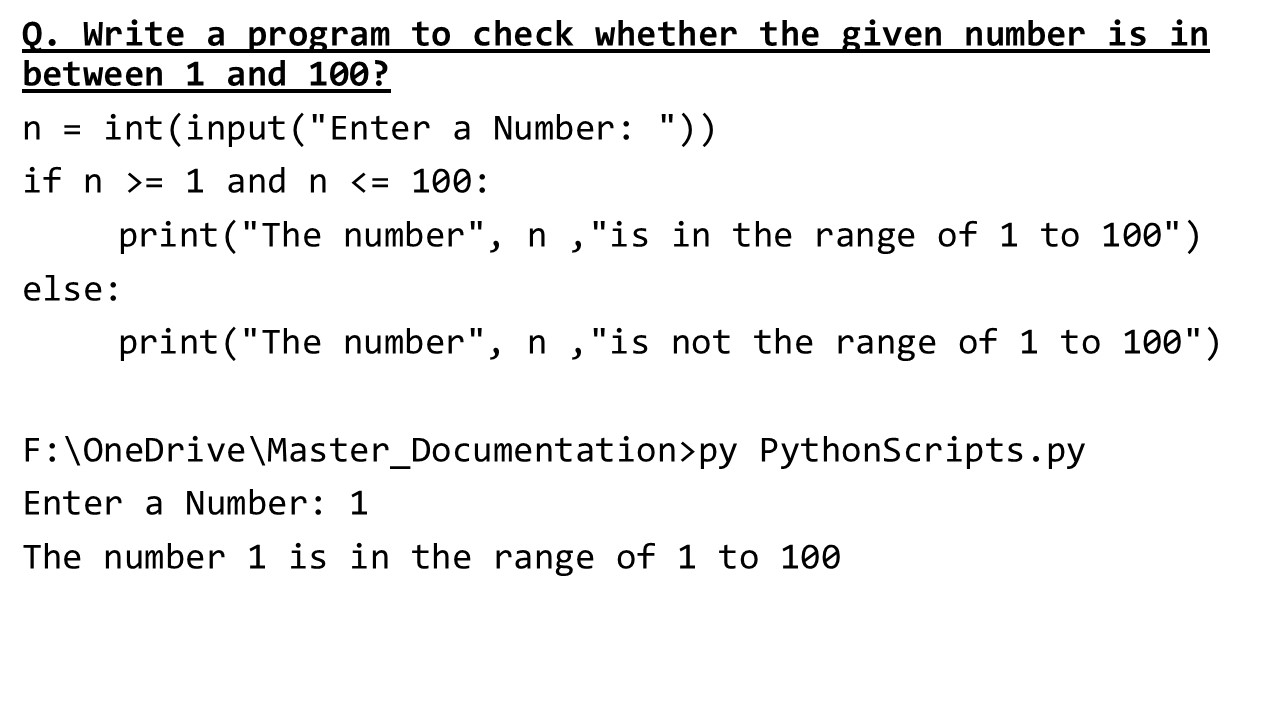 Q. Write a program to check whether the given number is in
between 1 and 100?
n = int(input("Enter a Number: "))
if n >= 1 and n <= 100:
print("The number", n ,"is in the range of 1 to 100")
else:
print("The number", n ,"is not the range of 1 to 100")
F:\OneDrive\Master_Documentation>py PythonScripts.py
Enter a Number: 1
The number 1 is in the range of 1 to 100